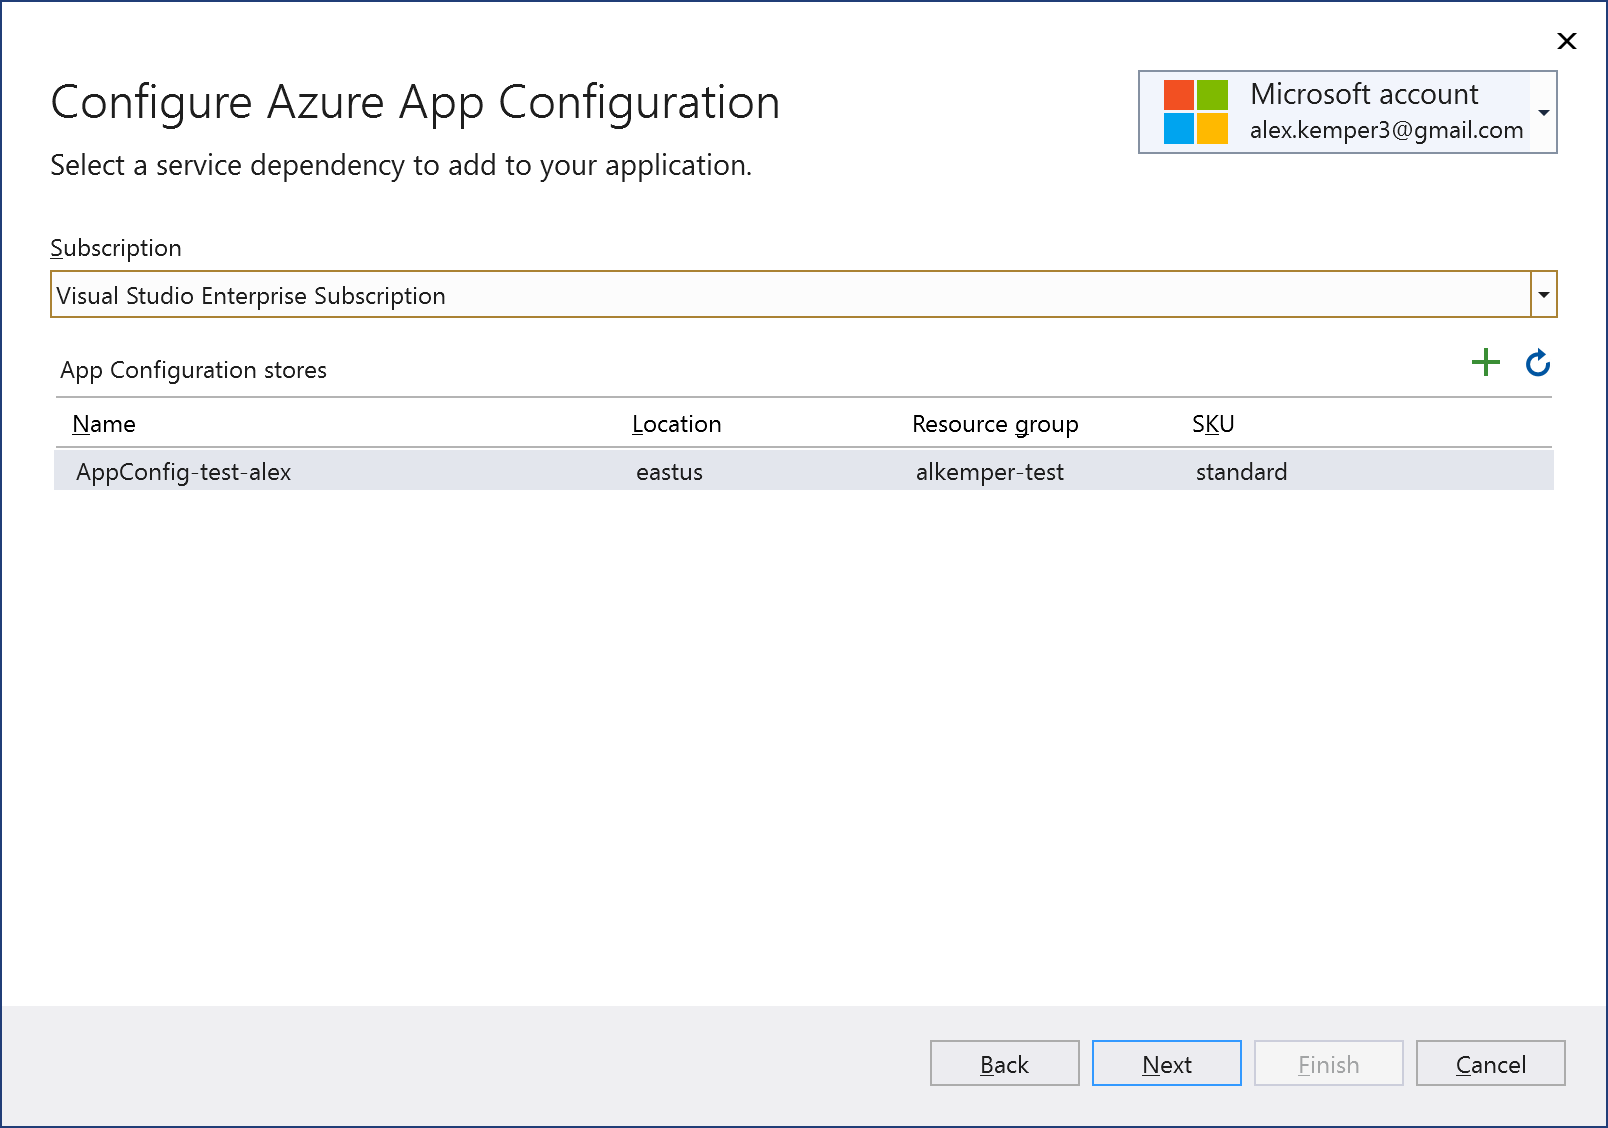 Configure Azure App Configuration
Select a service dependency to add to your application.
Microsoft account
alex.kemper3@gmail.com
Subscription
Visual Studio Enterprise Subscription
App Configuration stores
Name Location Resource group SKU
AppConfig-test-alex eastus alkemper-test standard
Back Next Finish Cancel